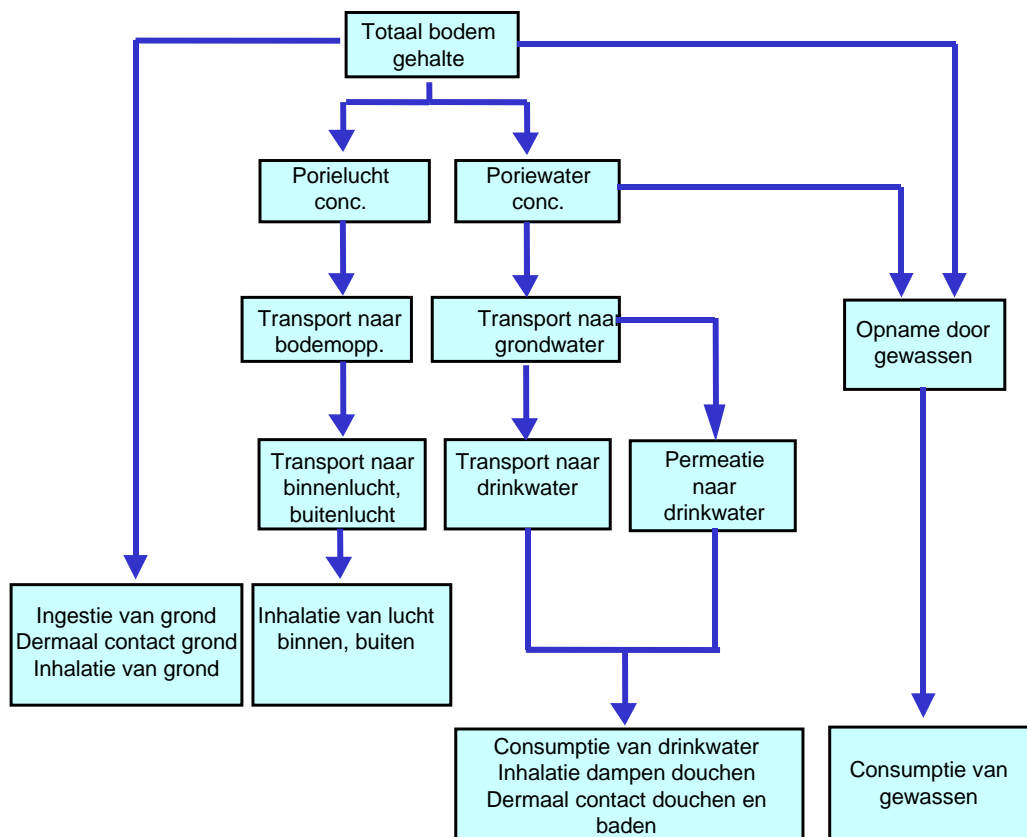 Totaal bodem
gehalte
Porielucht
conc.
Poriewater
conc.
Transport naar
bodemopp.
Transport naar
grondwater
Opname door
gewassen
Transport naar
binnenlucht,
buitenlucht
Transport naar
drinkwater
Permeatie
naar
drinkwater
Ingestie van grond
Dermaal contact grond
Inhalatie van grond
Inhalatie van lucht
binnen, buiten
Consumptie van drinkwater
Inhalatie dampen douchen
Dermaal contact douchen en
baden
Consumptie van
gewassen